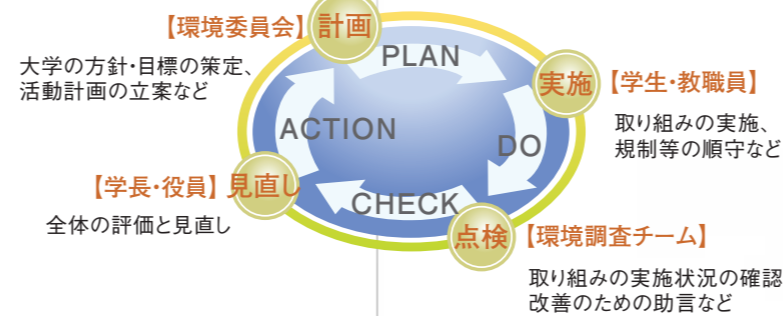 【環境委員会】計画
大学の方針・目標の策定、
活動計画の立案など
PLAN
実施【学生・教職員】
取り組みの実施、
規制等の順守など
DO
ACTION
【学長・役員】見直し
全体の評価と見直し
CHECK
点検【環境調査チーム】
取り組みの実施状況の確認
改善のための助言など